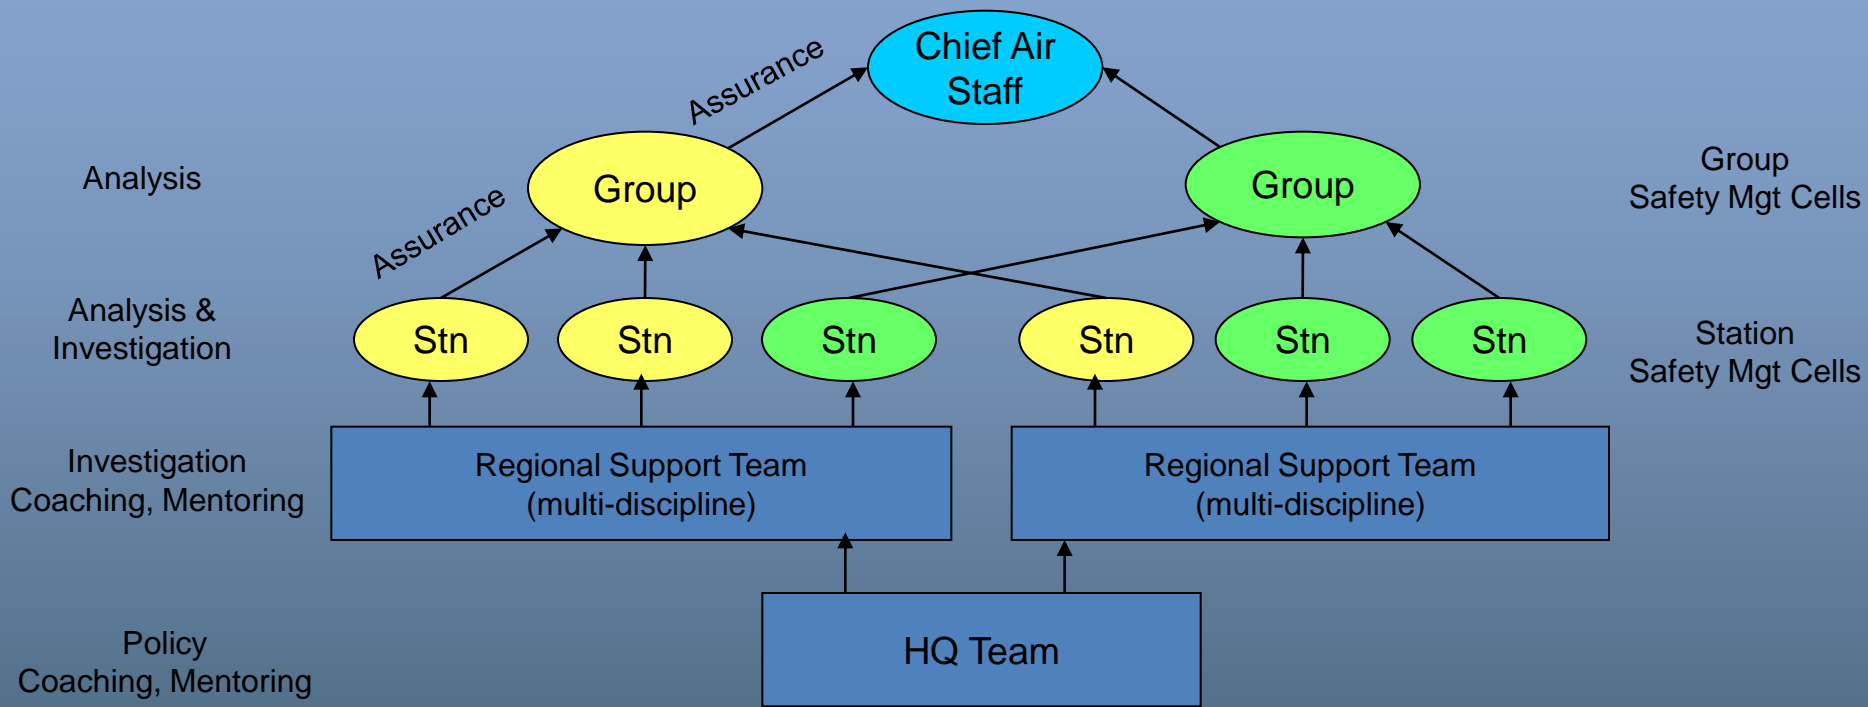 Chief Air
Staff
Assurance
Analysis
Group
Group
Group
Safety Mgt Cells
Assurance
Analysis &
Investigation
Stn
Stn
Stn
Stn
Stn
Stn
Station
Safety Mgt Cells
Investigation
Coaching, Mentoring
Regional Support Team
(multi-discipline)
Regional Support Team
(multi-discipline)
Policy
Coaching, Mentoring
HQ Team